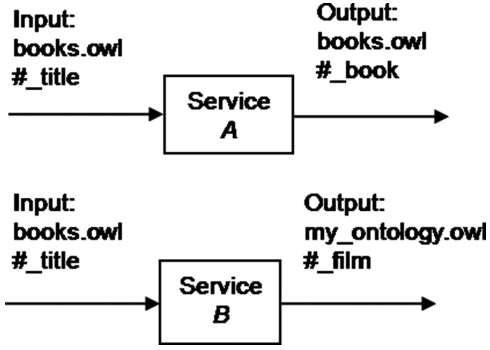 Input:
books.owl
#_title
Service
A
Output:
books.owl
#_book
Input:
books.owl
#_title
Service
B
Output:
my_ontology.owl
#_film